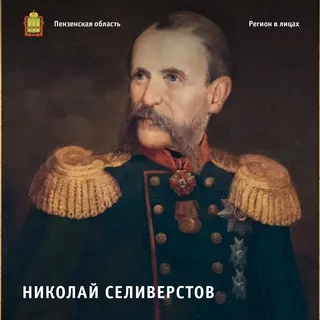 Пензенская область
Регион в лицах
НИКОЛАЙ СЕЛИВЕРСТОВ